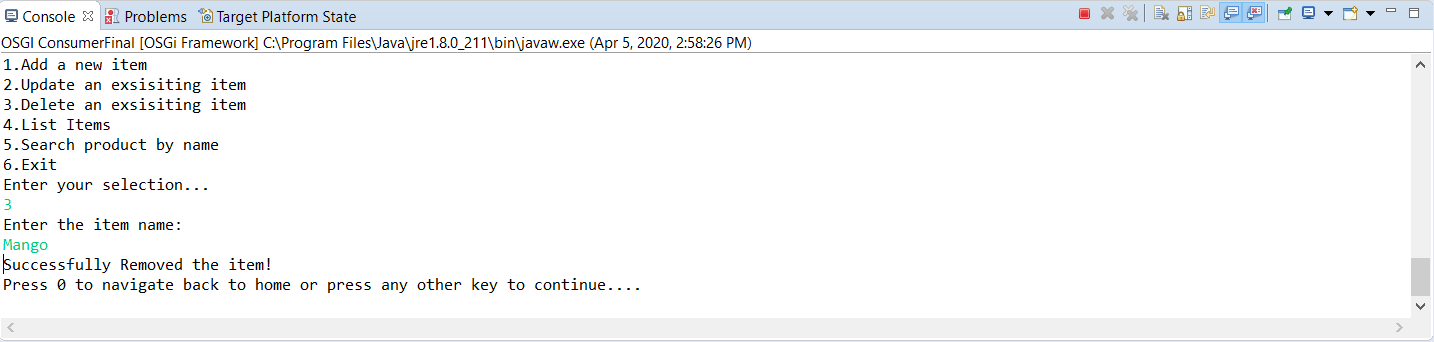 Console Problems Target Platform State
OSGI ConsumerFinal [OSGi Framework] C:\Program Files\Java\jre1.8.0_211\bin\javaw.exe (Apr 5, 2020, 2:58:26 PM)
1.Add a new item
2.Update an exsisiting item
3.Delete an exsisiting item
4.List Items
5.Search product by name
6.Exit
Enter your selection...
3
Enter the item name:
Mango
Successfully Removed the item!
Press 0 to navigate back to home or press any other key to continue....